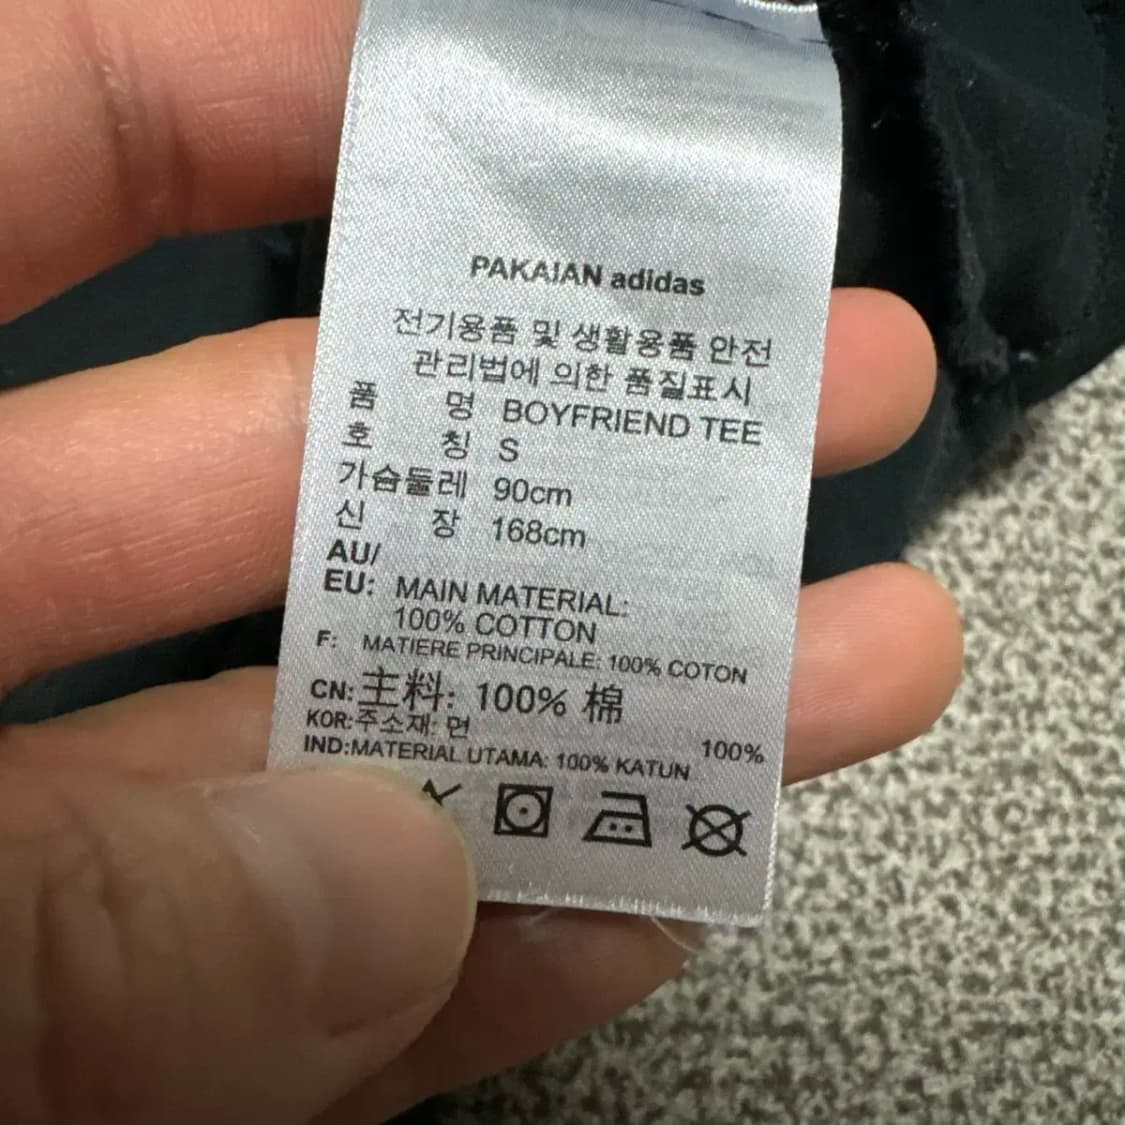 PAKAIAN adidas
전기용품 및 생활용품 안전
관리법에 의한 품질표시
품 명 BOYFRIEND TEE
호 칭 S
가슴둘레 90cm
신 장 168cm
AU/
EU: MAIN MATERIAL:
100% COTTON
F: MATIERE PRINCIPALE: 100% COTON
CN: 主料: 100% 棉
KOR:주소재: 면 100%
IND:MATERIAL UTAMA: 100% KATUN